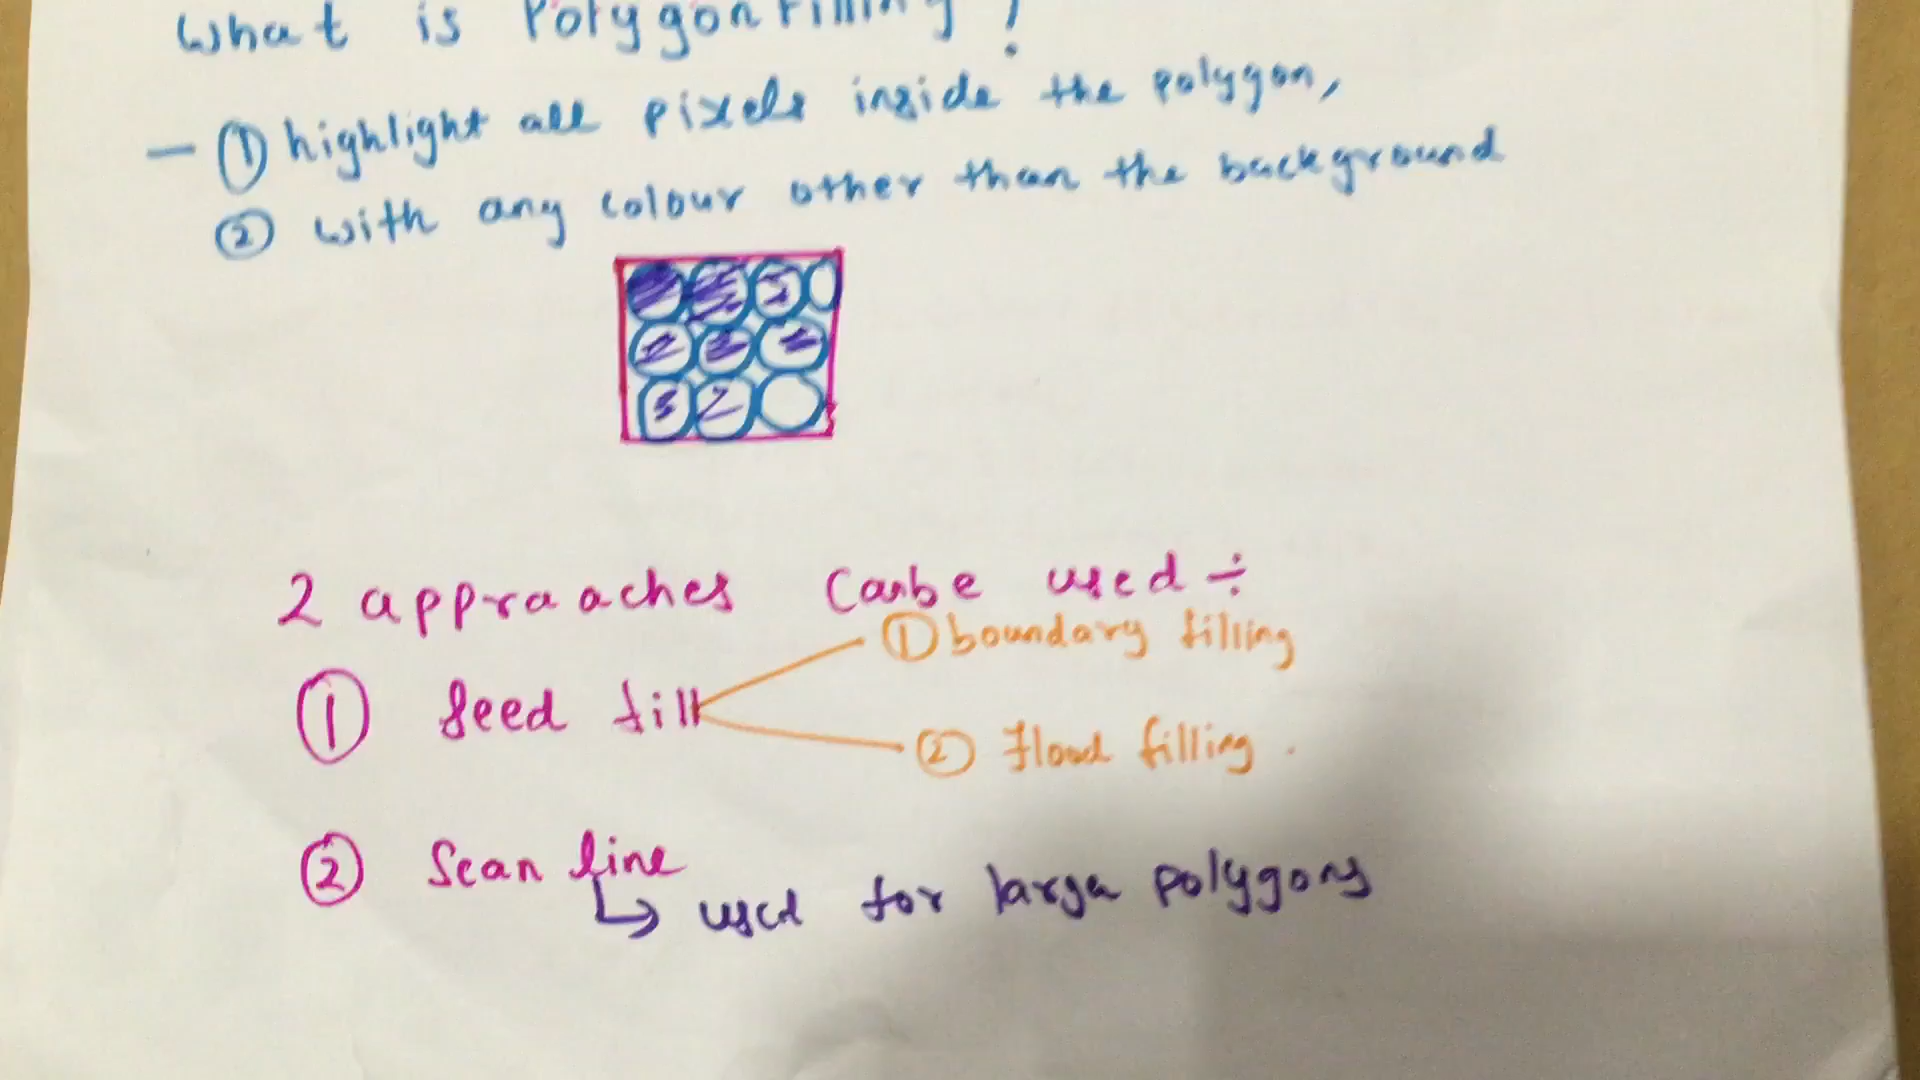 What is Polygon Filling?
— ① highlight all pixels inside the polygon,
② with any colour other than the background
2 appraaches Canbe used ÷
① boundary filling
① Seed fill
② flood filling.
② Scan line
↳ used for large polygons